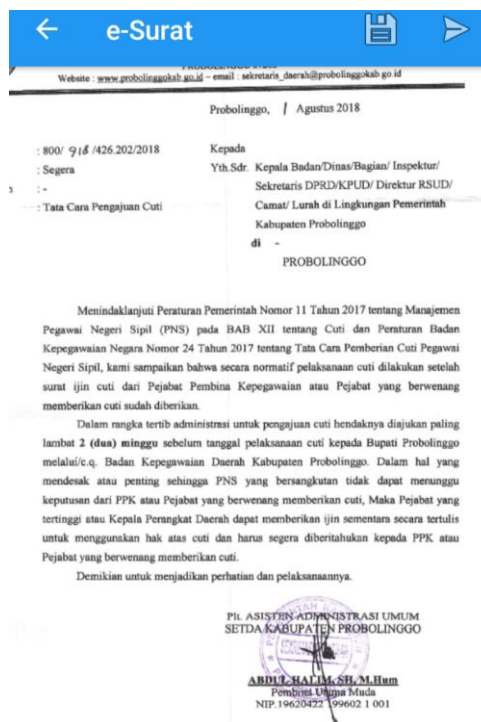 e-Surat
Website : www.probolinggokab.go.id – email : sekretaris_daerah@probolinggokab.go.id
Probolinggo, 1 Agustus 2018
: 800/ 918 /426.202/2018
Kepada
: Segera
Yth.Sdr. Kepala Badan/Dinas/Bagian/ Inspektur/
: -
Sekretaris DPRD/KPUD/ Direktur RSUD/
: Tata Cara Pengajuan Cuti
Camat/ Lurah di Lingkungan Pemerintah
Kabupaten Probolinggo
di -
PROBOLINGGO
Menindaklanjuti Peraturan Pemerintah Nomor 11 Tahun 2017 tentang Manajemen
Pegawai Negeri Sipil (PNS) pada BAB XII tentang Cuti dan Peraturan Badan
Kepegawaian Negara Nomor 24 Tahun 2017 tentang Tata Cara Pemberian Cuti Pegawai
Negeri Sipil, kami sampaikan bahwa secara normatif pelaksanaan cuti dilakukan setelah
surat ijin cuti dari Pejabat Pembina Kepegawaian atau Pejabat yang berwenang
memberikan cuti sudah diberikan.
Dalam rangka tertib administrasi untuk pengajuan cuti hendaknya diajukan paling
lambat 2 (dua) minggu sebelum tanggal pelaksanaan cuti kepada Bupati Probolinggo
melalui/c.q. Badan Kepegawaian Daerah Kabupaten Probolinggo. Dalam hal yang
mendesak atau penting sehingga PNS yang bersangkutan tidak dapat menunggu
keputusan dari PPK atau Pejabat yang berwenang memberikan cuti, Maka Pejabat yang
tertinggi atau Kepala Perangkat Daerah dapat memberikan ijin sementara secara tertulis
untuk menggunakan hak atas cuti dan harus segera diberitahukan kepada PPK atau
Pejabat yang berwenang memberikan cuti.
Demikian untuk menjadikan perhatian dan pelaksanaannya.
Plt. ASISTEN ADMINISTRASI UMUM
SETDA KABUPATEN PROBOLINGGO
ABDUL HALIM, SH, M.Hum
Pembina Utama Muda
NIP.19620422 199602 1 001